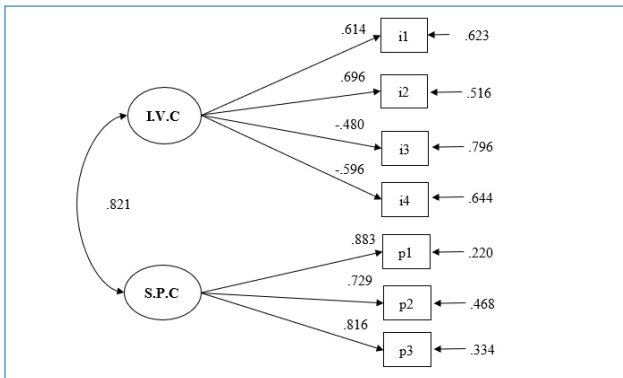 .614
i1
.623
.696
i2
.516
I.V.C
-.480
i3
.796
-.596
i4
.644
.821
.883
p1
.220
.729
S.P.C
p2
.468
.816
p3
.334